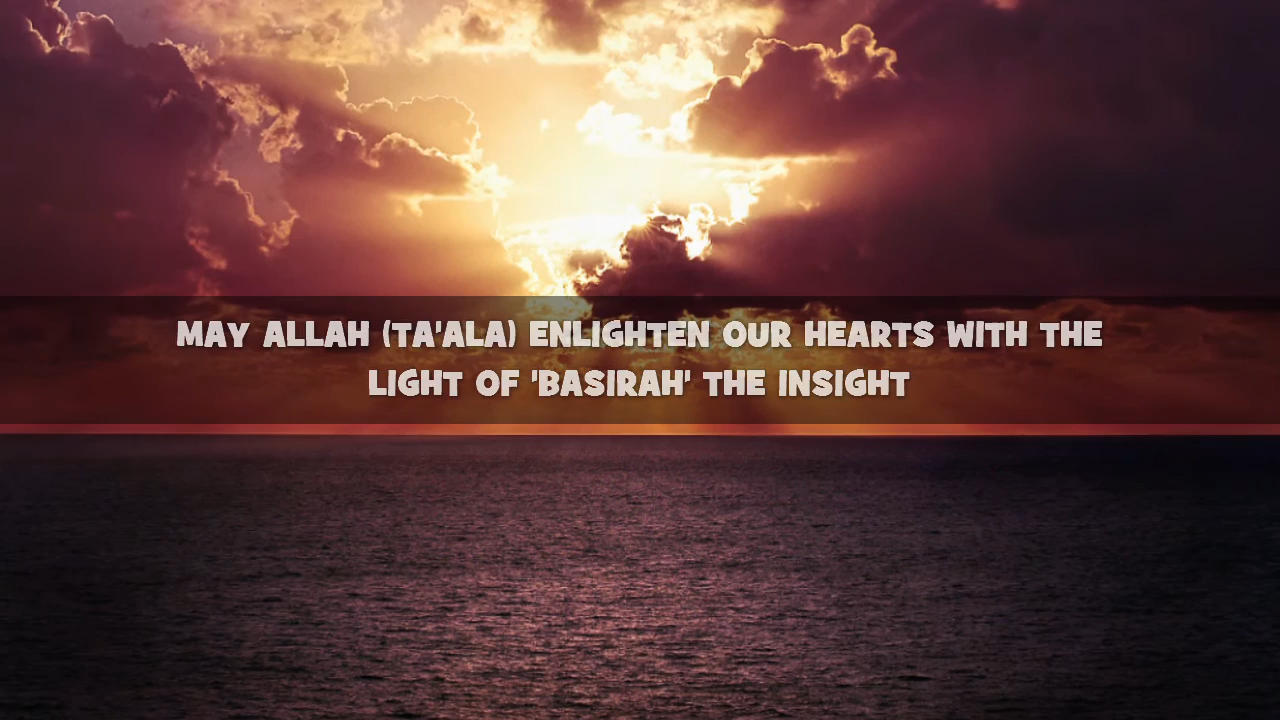 MAY ALLAH (TA'ALA) ENLIGHTEN OUR HEARTS WITH THE
LIGHT OF 'BASIRAH' THE INSIGHT